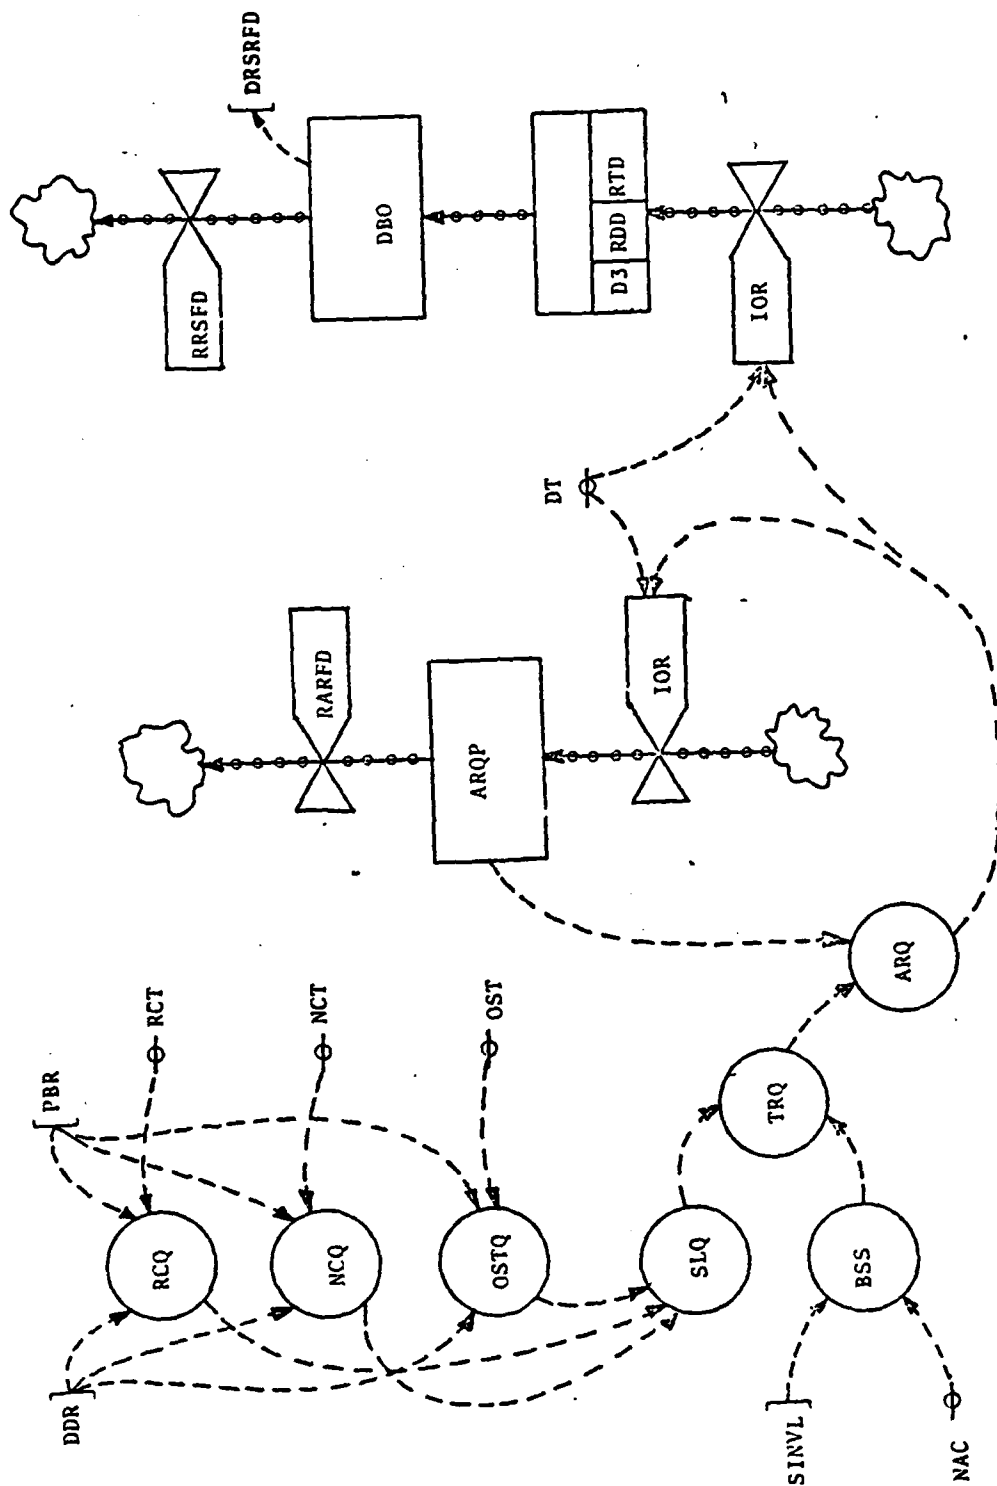 DDR
PBR
RCQ
RCT
NCQ
NCT
OSTQ
OST
SLQ
TRQ
ARQ
SINVL
BSS
NAC
RARFD
ARQP
IOR
DT
RRSFD
DRSRFD
DBO
D3 RDD RTD
IOR